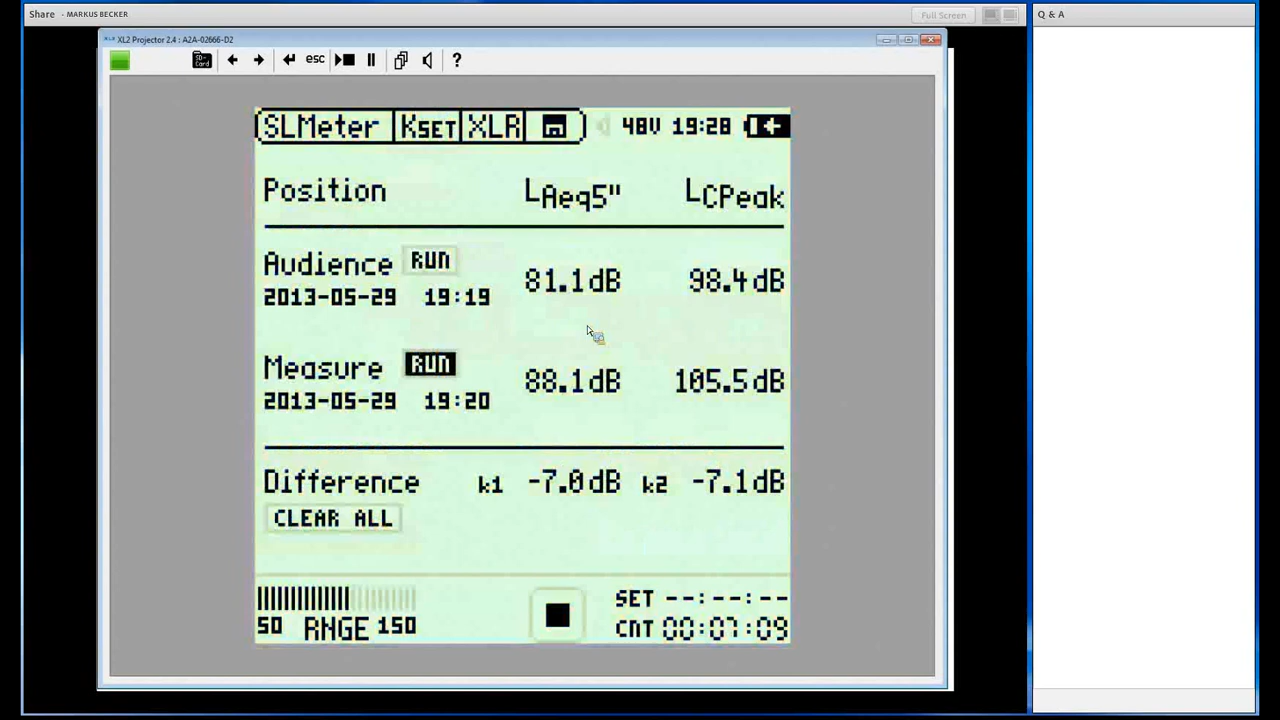 Share - MARKUS BECKER
Full Screen
Q & A
XL2 Projector 2.4 : A2A-02666-D2
SD-Card esc ?
SLMeter KSET XLR 48V 19:28
Position LAeq5" LCPeak
Audience RUN 81.1dB 98.4dB
2013-05-29 19:19
Measure RUN 88.1dB 105.5dB
2013-05-29 19:20
Difference k1 -7.0dB k2 -7.1dB
CLEAR ALL
SET --:--:--
50 RNGE 150 CNT 00:07:09